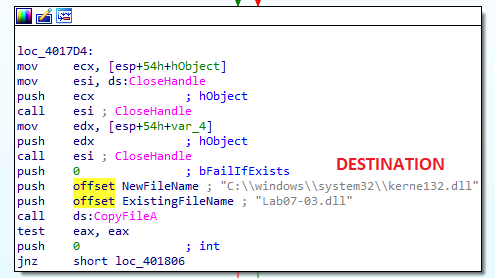 loc_4017D4:
mov     ecx, [esp+54h+hObject]
mov     esi, ds:CloseHandle
push    ecx             ; hObject
call    esi ; CloseHandle
mov     edx, [esp+54h+var_4]
push    edx             ; hObject
call    esi ; CloseHandle
push    0               ; bFailIfExists
DESTINATION
push    offset NewFileName ; "C:\\windows\\system32\\kerne132.dll"
push    offset ExistingFileName ; "Lab07-03.dll"
call    ds:CopyFileA
test    eax, eax
push    0               ; int
jnz     short loc_401806